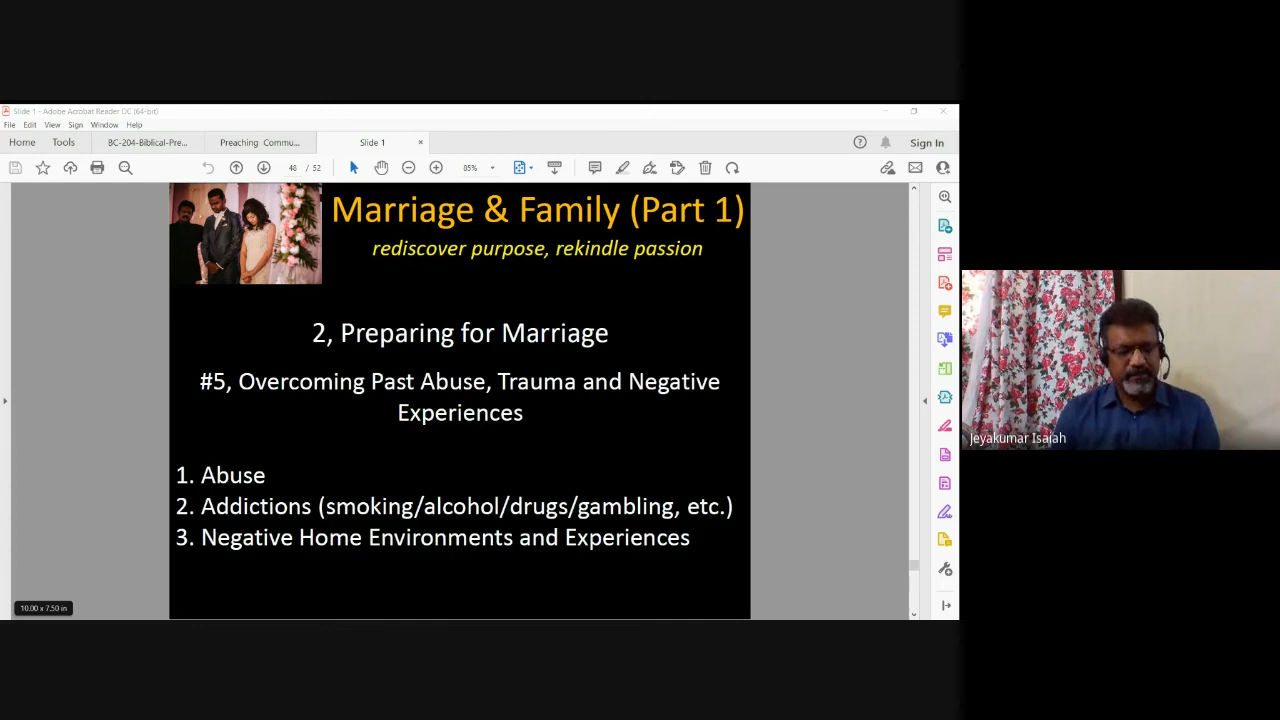 Slide 1 - Adobe Acrobat Reader DC (64-bit)
File Edit View Sign Window Help
Home Tools BC-204-Biblical-Pre... Preaching Commu... Slide 1 × Sign In
48 / 52 85%
Marriage & Family (Part 1)
rediscover purpose, rekindle passion
2, Preparing for Marriage
#5, Overcoming Past Abuse, Trauma and Negative
Experiences
1. Abuse
2. Addictions (smoking/alcohol/drugs/gambling, etc.)
3. Negative Home Environments and Experiences
10.00 x 7.50 in
Jeyakumar Isaiah